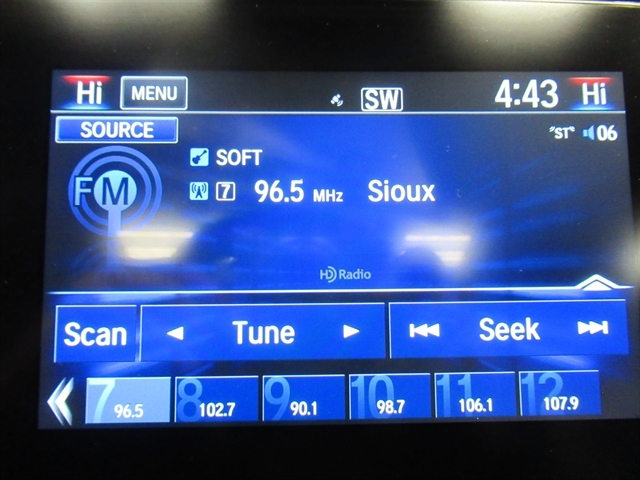 Hi MENU SW 4:43 Hi
SOURCE "ST" 06
SOFT
FM 7 96.5 MHz Sioux
HD Radio
Scan Tune Seek
7 96.5 8 102.7 9 90.1 10 98.7 11 106.1 12 107.9